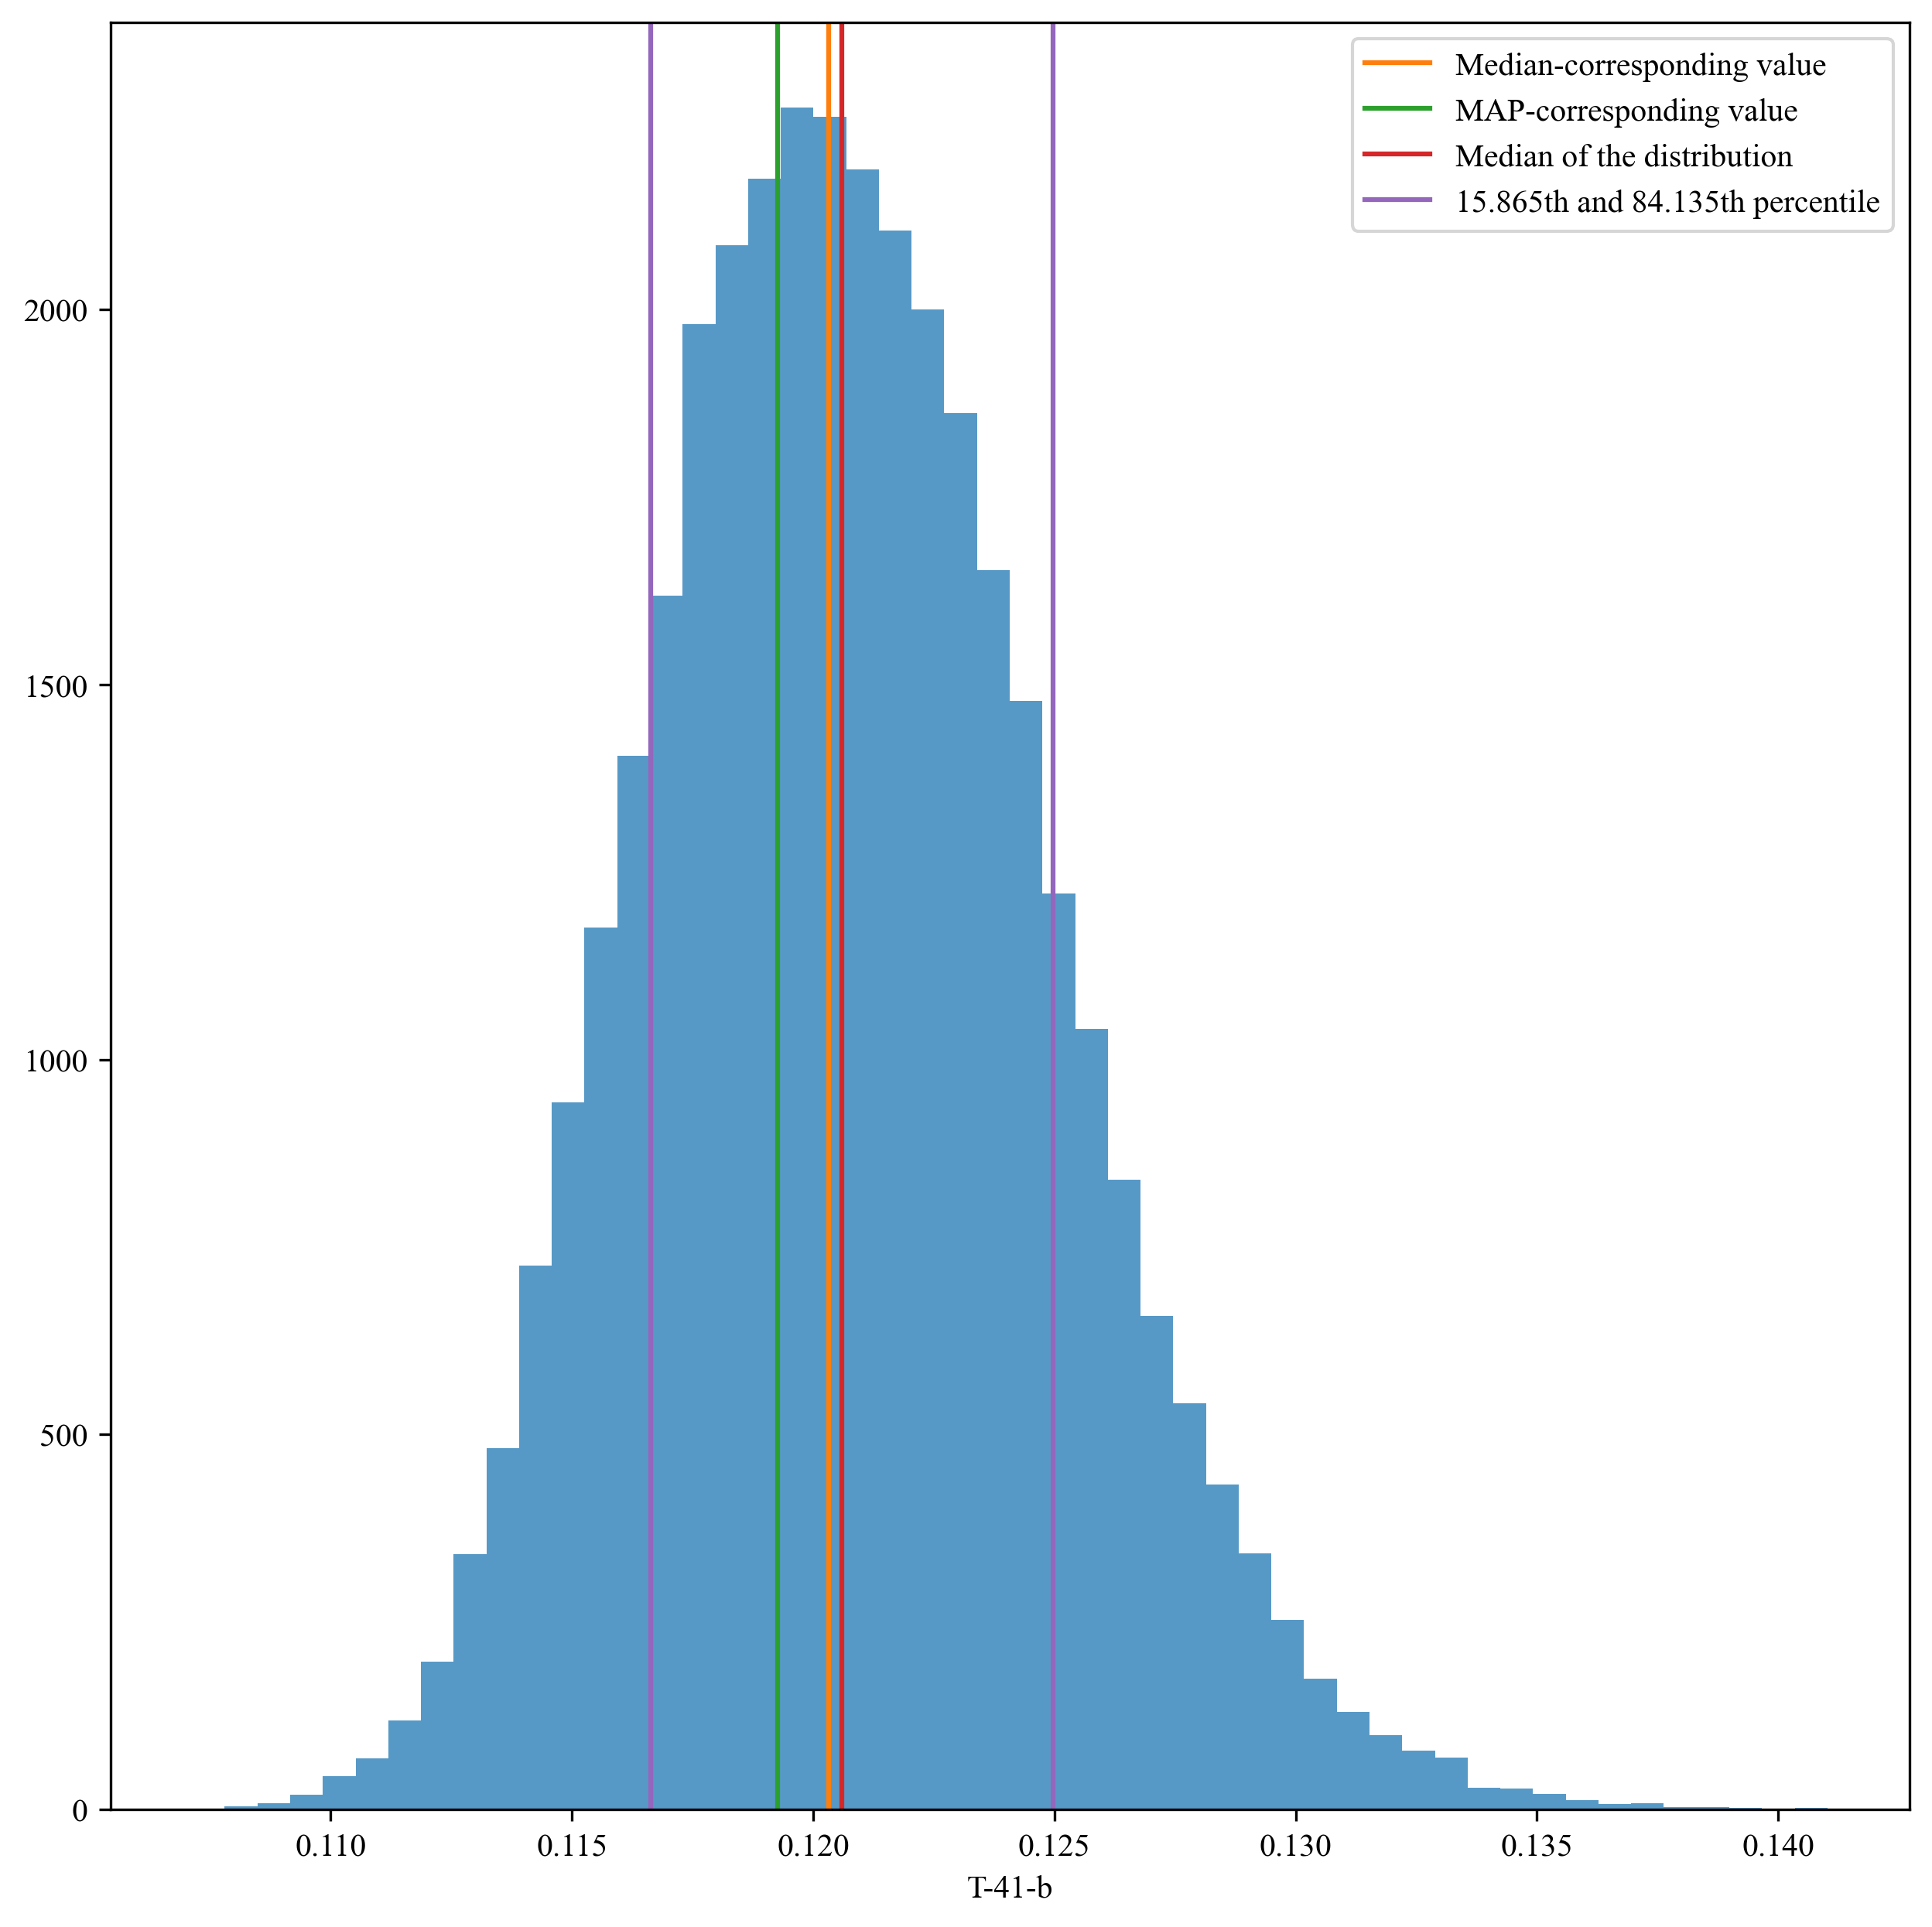 Median-corresponding value
MAP-corresponding value
Median of the distribution
15.865th and 84.135th percentile
2000
1500
1000
500
0
0.110 0.115 0.120 0.125 0.130 0.135 0.140
T-41-b